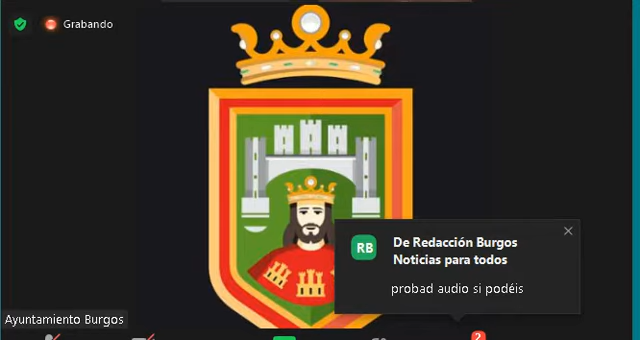 Grabando
RB
De Redacción Burgos
Noticias para todos
probad audio si podéis
Ayuntamiento Burgos
2